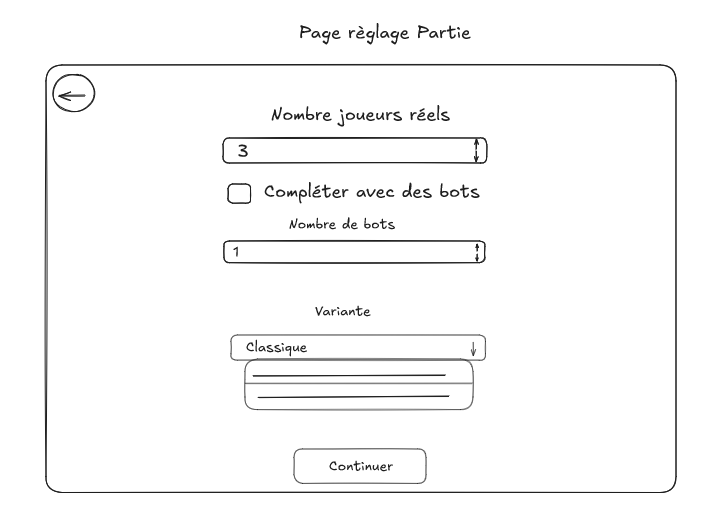 Page règlage Partie
Nombre joueurs réels
3
Compléter avec des bots
Nombre de bots
1
Variante
Classique
Continuer